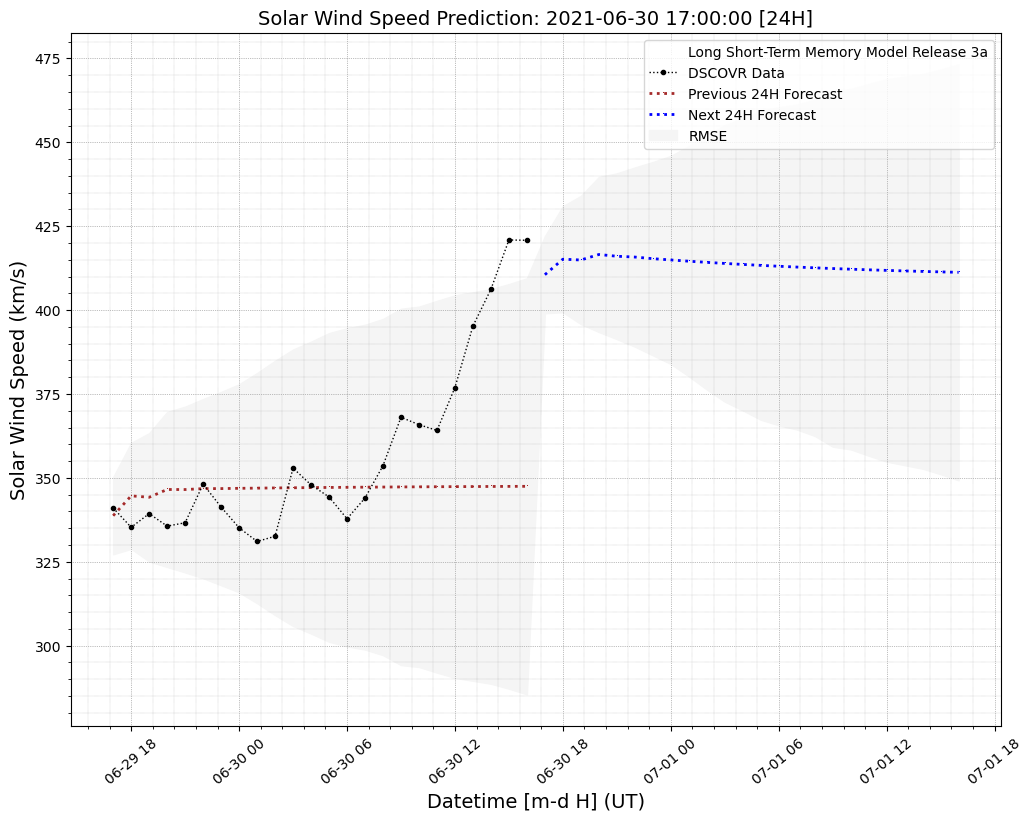 Solar Wind Speed Prediction: 2021-06-30 17:00:00 [24H]
Long Short-Term Memory Model Release 3a
DSCOVR Data
Previous 24H Forecast
Next 24H Forecast
RMSE
Solar Wind Speed (km/s)
475
450
425
400
375
350
325
300
06-29 18
06-30 00
06-30 06
06-30 12
06-30 18
07-01 00
07-01 06
07-01 12
07-01 18
Datetime [m-d H] (UT)